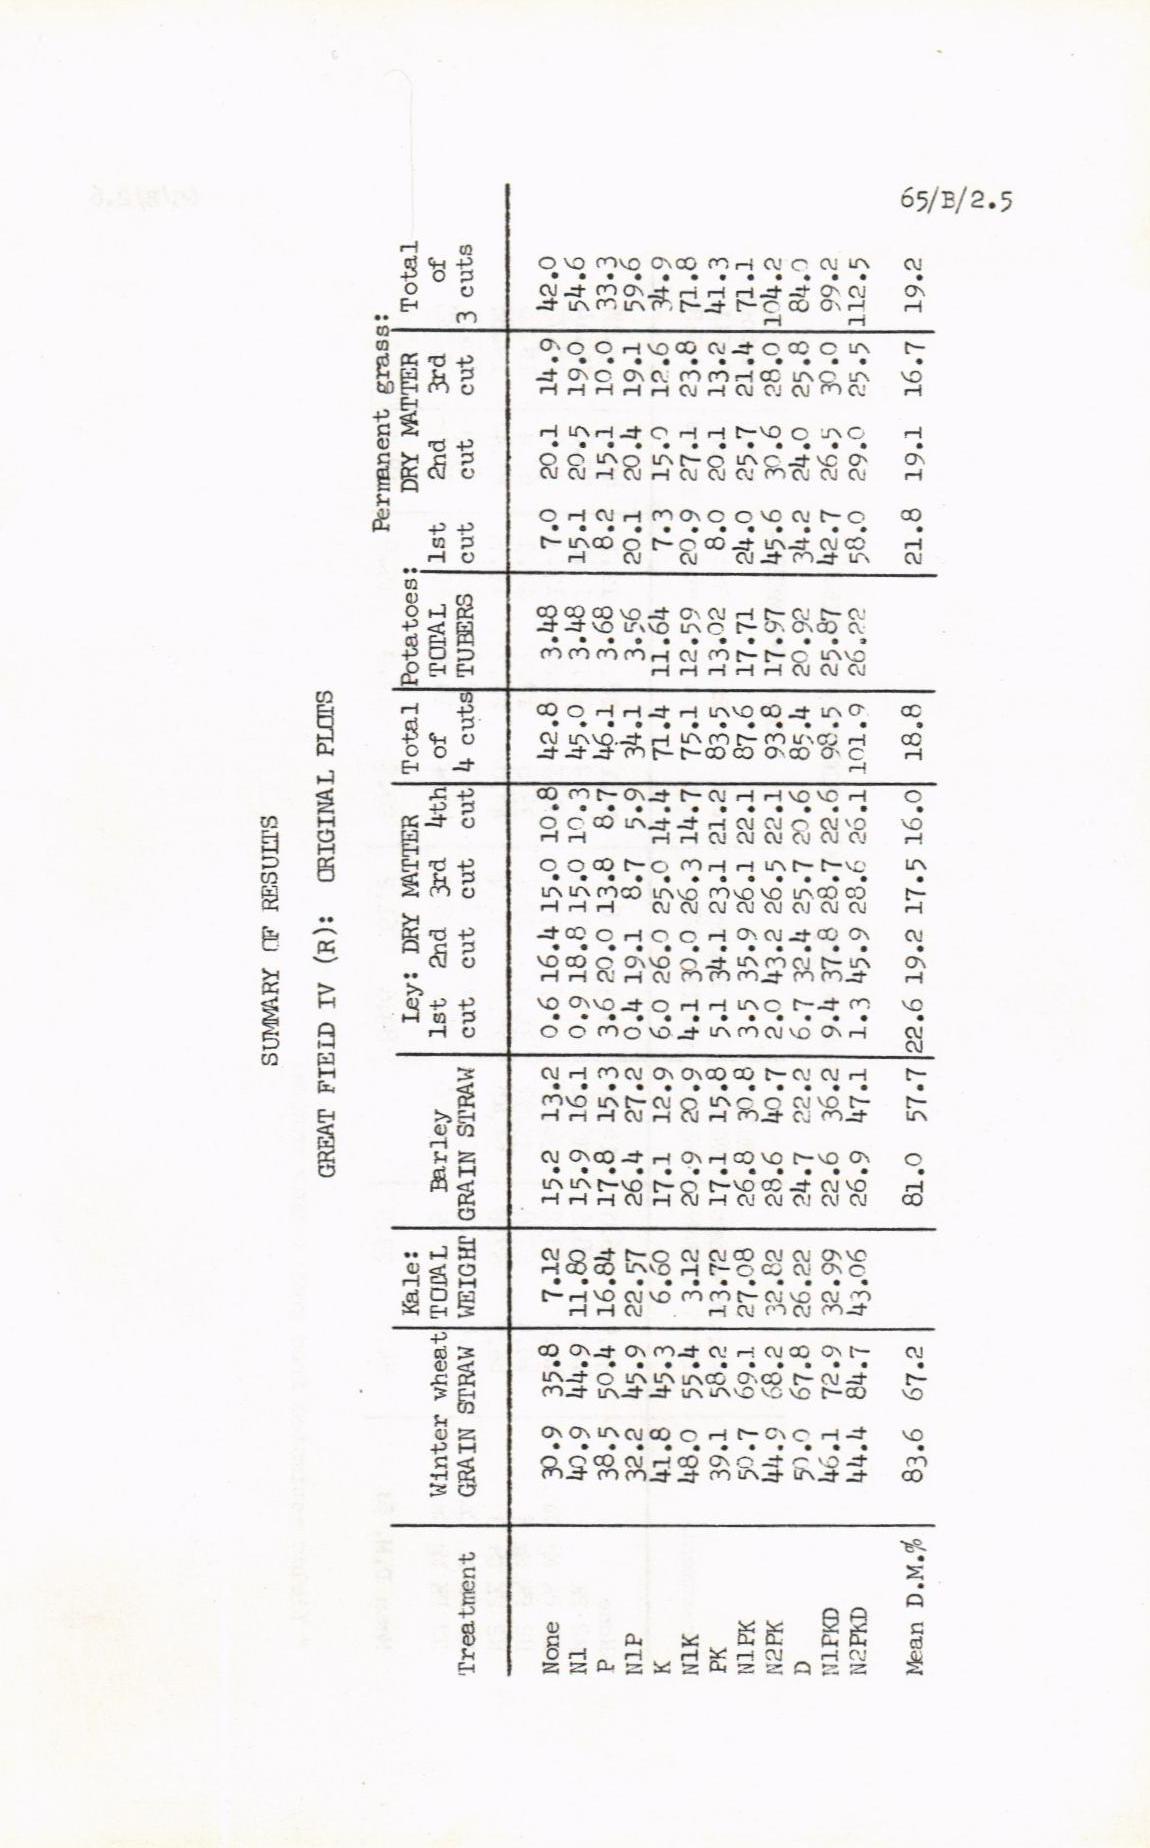 65/B/2.5
SUMMARY OF RESULTS
GREAT FIELD IV (R): ORIGINAL PLOTS
Permanent grass:
Winter wheat Kale: TOTAL Barley Ley: DRY MATTER Total Potatoes: DRY MATTER Total
1st 2nd 3rd 4th of TOTAL 1st 2nd 3rd of
Treatment GRAIN STRAW WEIGHT GRAIN STRAW cut cut cut cut 4 cuts TUBERS cut cut cut 3 cuts
None 30.9 35.8 7.12 15.2 13.2 0.6 16.4 15.0 10.8 42.8 3.48 7.0 20.1 14.9 42.0
N1 40.9 44.9 11.80 15.9 16.1 0.9 18.8 15.0 10.3 45.0 3.48 15.1 20.5 19.0 54.6
P 38.5 50.4 16.84 17.8 15.3 3.6 20.0 13.8 8.7 46.1 3.68 8.2 15.1 10.0 33.3
N1P 32.2 45.9 22.57 26.4 27.2 0.4 19.1 8.7 5.9 34.1 3.56 20.1 20.4 19.1 59.6
K 41.8 45.3 6.60 17.1 12.9 6.0 26.0 25.0 14.4 71.4 11.64 7.3 15.0 12.6 34.9
N1K 48.0 55.4 3.12 20.9 20.9 4.1 30.0 26.3 14.7 75.1 12.59 20.9 27.1 23.8 71.8
PK 39.1 58.2 13.72 17.1 15.8 5.1 34.1 23.1 21.2 83.5 13.02 8.0 20.1 13.2 41.3
N1PK 50.7 69.1 27.08 26.8 30.8 3.5 35.9 26.1 22.1 87.6 17.71 24.0 25.7 21.4 71.1
N2PK 44.9 68.2 32.82 28.6 40.7 2.0 43.2 26.5 22.1 93.8 17.97 45.6 30.6 28.0 104.2
D 50.0 67.8 26.22 24.7 22.2 6.7 32.4 25.7 20.6 85.4 20.92 34.2 24.0 25.8 84.0
N1PKD 46.1 72.9 32.99 22.6 36.2 9.4 37.8 28.7 22.6 98.5 25.87 42.7 26.5 30.0 99.2
N2PKD 44.4 84.7 43.06 26.9 47.1 1.3 45.9 28.6 26.1 101.9 26.22 58.0 29.0 25.5 112.5
Mean D.M.% 83.6 67.2 81.0 57.7 22.6 19.2 17.5 16.0 18.8 21.8 19.1 16.7 19.2